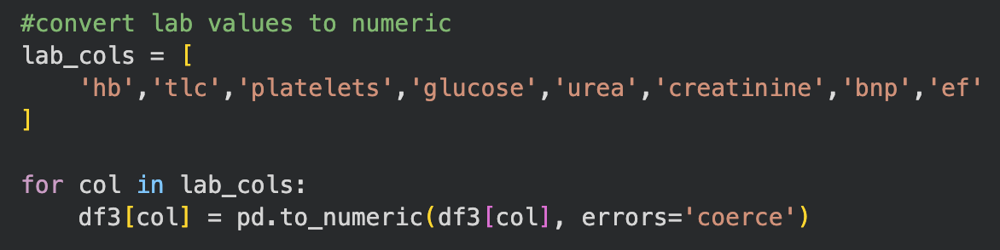 #convert lab values to numeric
lab_cols = [
    'hb','tlc','platelets','glucose','urea','creatinine','bnp','ef'
]

for col in lab_cols:
    df3[col] = pd.to_numeric(df3[col], errors='coerce')